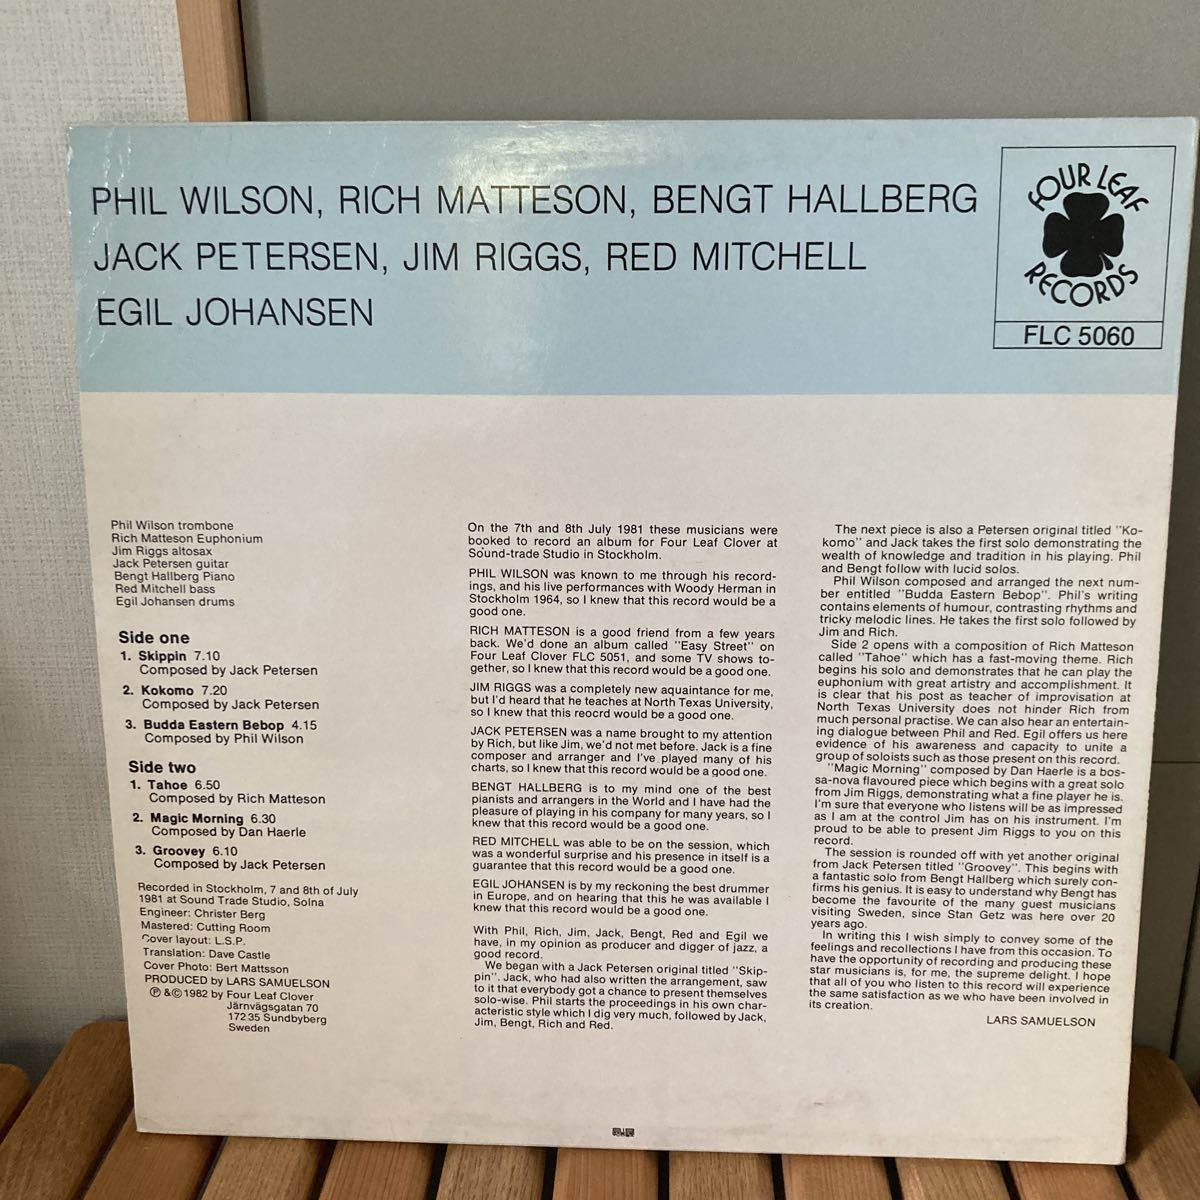 PHIL WILSON, RICH MATTESON, BENGT HALLBERG
JACK PETERSEN, JIM RIGGS, RED MITCHELL
EGIL JOHANSEN
FOUR LEAF
RECORDS
FLC 5060
Phil Wilson trombone
Rich Matteson Euphonium
Jim Riggs altosax
Jack Petersen guitar
Bengt Hallberg Piano
Red Mitchell bass
Egil Johansen drums
Side one
1. Skippin 7.10
Composed by Jack Petersen
2. Kokomo 7.20
Composed by Jack Petersen
3. Budda Eastern Bebop 4.15
Composed by Phil Wilson
Side two
1. Tahoe 6.50
Composed by Rich Matteson
2. Magic Morning 6.30
Composed by Dan Haerle
3. Groovey 6.10
Composed by Jack Petersen
Recorded in Stockholm, 7 and 8th of July
1981 at Sound Trade Studio, Solna
Engineer: Christer Berg
Mastered: Cutting Room
Cover layout: L.S.P.
Translation: Dave Castle
Cover Photo: Bert Mattsson
PRODUCED by LARS SAMUELSON
℗ &© 1982 by Four Leaf Clover
Järnvägsgatan 70
172 35 Sundbyberg
Sweden
On the 7th and 8th July 1981 these musicians were
booked to record an album for Four Leaf Clover at
Sound-trade Studio in Stockholm.
PHIL WILSON was known to me through his record-
ings, and his live performances with Woody Herman in
Stockholm 1964, so I knew that this record would be a
good one.
RICH MATTESON is a good friend from a few years
back. We'd done an album called "Easy Street" on
Four Leaf Clover FLC 5051, and some TV shows to-
gether, so I knew that this record would be a good one.
JIM RIGGS was a completely new aquaintance for me,
but I'd heard that he teaches at North Texas University,
so I knew that this reocrd would be a good one.
JACK PETERSEN was a name brought to my attention
by Rich, but like Jim, we'd not met before. Jack is a fine
composer and arranger and I've played many of his
charts, so I knew that this record would be a good one.
BENGT HALLBERG is to my mind one of the best
pianists and arrangers in the World and I have had the
pleasure of playing in his company for many years, so I
knew that this record would be a good one.
RED MITCHELL was able to be on the session, which
was a wonderful surprise and his presence in itself is a
guarantee that this record would be a good one.
EGIL JOHANSEN is by my reckoning the best drummer
in Europe, and on hearing that this he was available I
knew that this record would be a good one.
With Phil, Rich, Jim, Jack, Bengt, Red and Egil we
have, in my opinion as producer and digger of jazz, a
good record.
We began with a Jack Petersen original titled "Skip-
pin". Jack, who had also written the arrangement, saw
to it that everybody got a chance to present themselves
solo-wise. Phil starts the proceedings in his own char-
acteristic style which I dig very much, followed by Jack,
Jim, Bengt, Rich and Red.
The next piece is also a Petersen original titled "Ko-
komo" and Jack takes the first solo demonstrating the
wealth of knowledge and tradition in his playing. Phil
and Bengt follow with lucid solos.
Phil Wilson composed and arranged the next num-
ber entitled "Budda Eastern Bebop". Phil's writing
contains elements of humour, contrasting rhythms and
tricky melodic lines. He takes the first solo followed by
Jim and Rich.
Side 2 opens with a composition of Rich Matteson
called "Tahoe" which has a fast-moving theme. Rich
begins his solo and demonstrates that he can play the
euphonium with great artistry and accomplishment. It
is clear that his post as teacher of improvisation at
North Texas University does not hinder Rich from
much personal practise. We can also hear an entertain-
ing dialogue between Phil and Red. Egil offers us here
evidence of his awareness and capacity to unite a
group of soloists such as those present on this record.
"Magic Morning" composed by Dan Haerle is a bos-
sa-nova flavoured piece which begins with a great solo
from Jim Riggs, demonstrating what a fine player he is.
I'm sure that everyone who listens will be as impressed
as I am at the control Jim has on his instrument. I'm
proud to be able to present Jim Riggs to you on this
record.
The session is rounded off with yet another original
from Jack Petersen titled "Groovey". This begins with
a fantastic solo from Bengt Hallberg which surely con-
firms his genius. It is easy to understand why Bengt has
become the favourite of the many guest musicians
visiting Sweden, since Stan Getz was here over 20
years ago.
In writing this I wish simply to convey some of the
feelings and recollections I have from this occasion. To
have the opportunity of recording and producing these
star musicians is, for me, the supreme delight. I hope
that all of you who listen to this record will experience
the same satisfaction as we who have been involved in
its creation.
LARS SAMUELSON